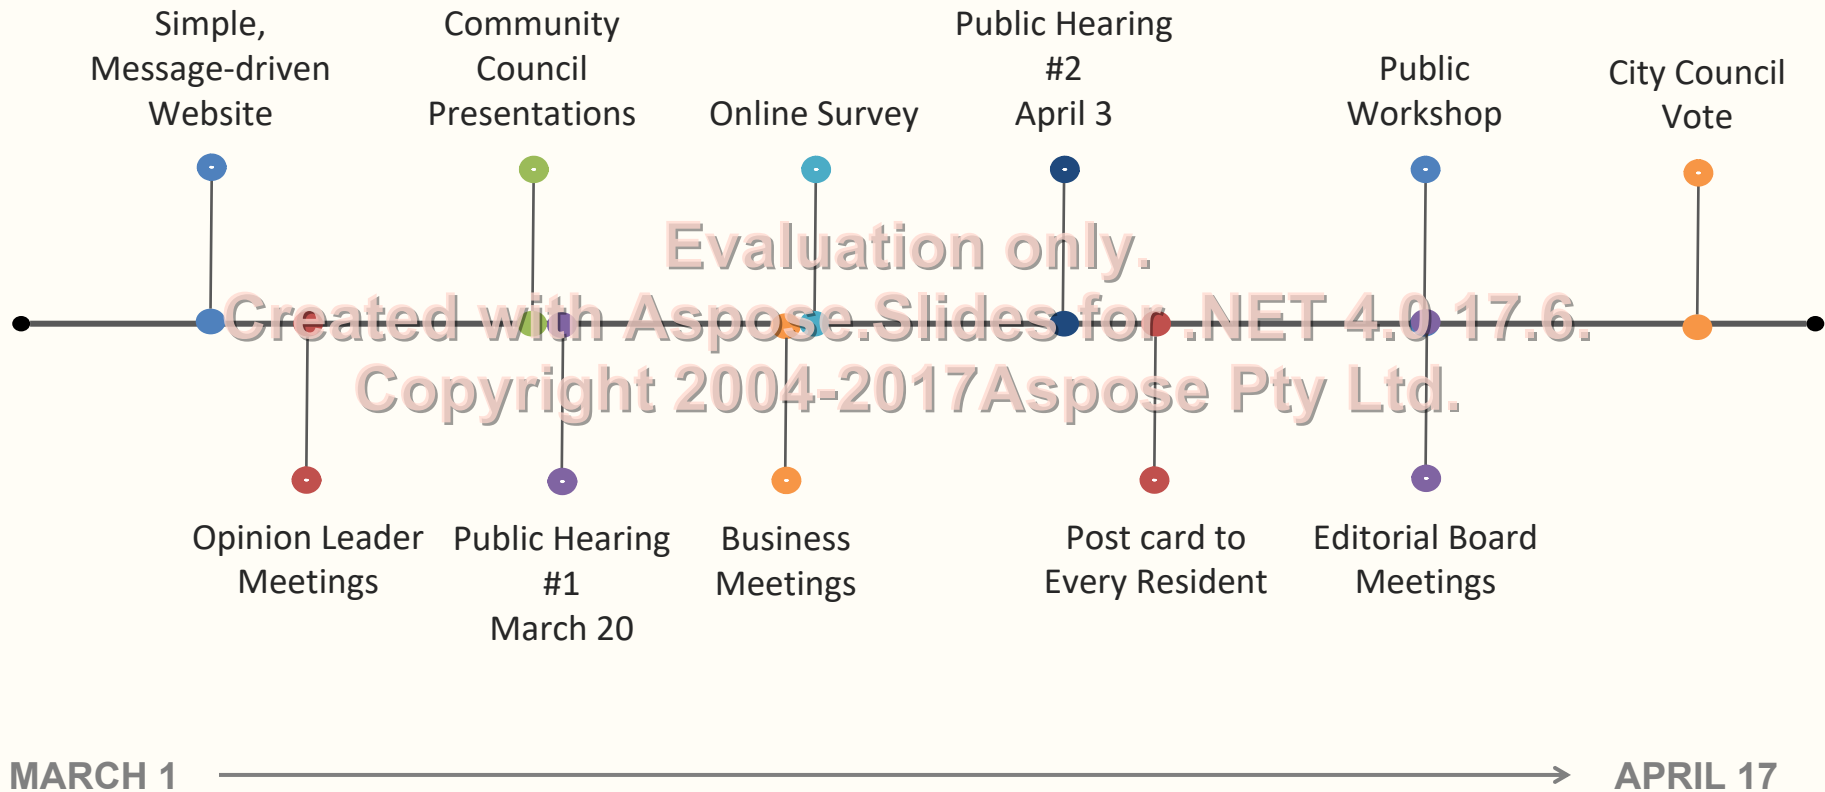 Simple,
Message-driven
Website
Community
Council
Presentations
Online Survey
Public Hearing
#2
April 3
Public
Workshop
City Council
Vote
Evaluation only.
Created with Aspose.Slides for .NET 4.0 17.6.
Copyright 2004-2017Aspose Pty Ltd.
Opinion Leader
Meetings
Public Hearing
#1
March 20
Business
Meetings
Post card to
Every Resident
Editorial Board
Meetings
MARCH 1
APRIL 17